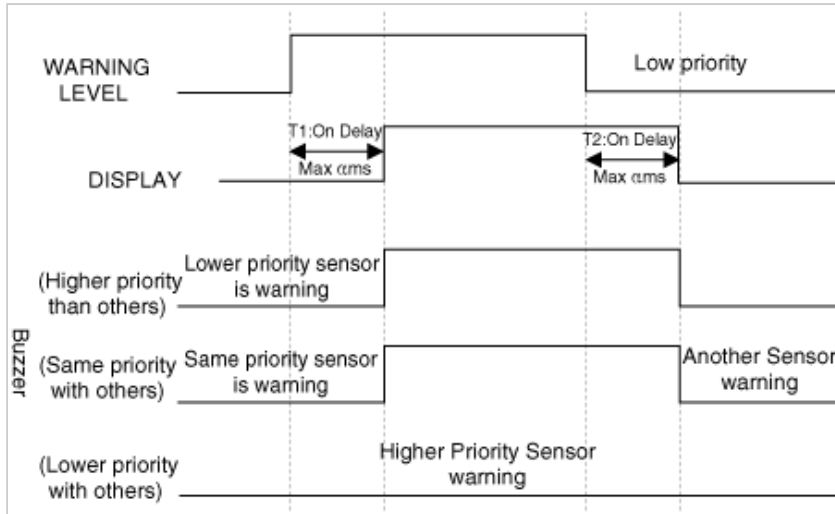 WARNING
LEVEL
Low priority
T1:On Delay
Max αms
T2:On Delay
Max αms
DISPLAY
Buzzer
(Higher priority
than others)
Lower priority sensor
is warning
(Same priority
with others)
Same priority sensor
is warning
Another Sensor
warning
(Lower priority
with others)
Higher Priority Sensor
warning